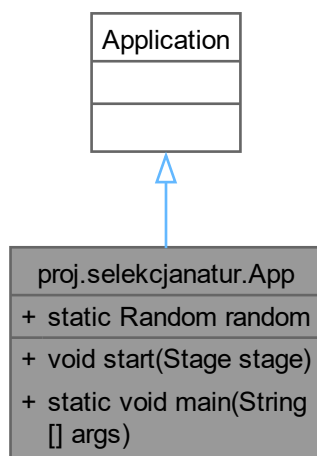 Application
proj.selekcjanatur.App
+ static Random random
+ void start(Stage stage)
+ static void main(String
[] args)